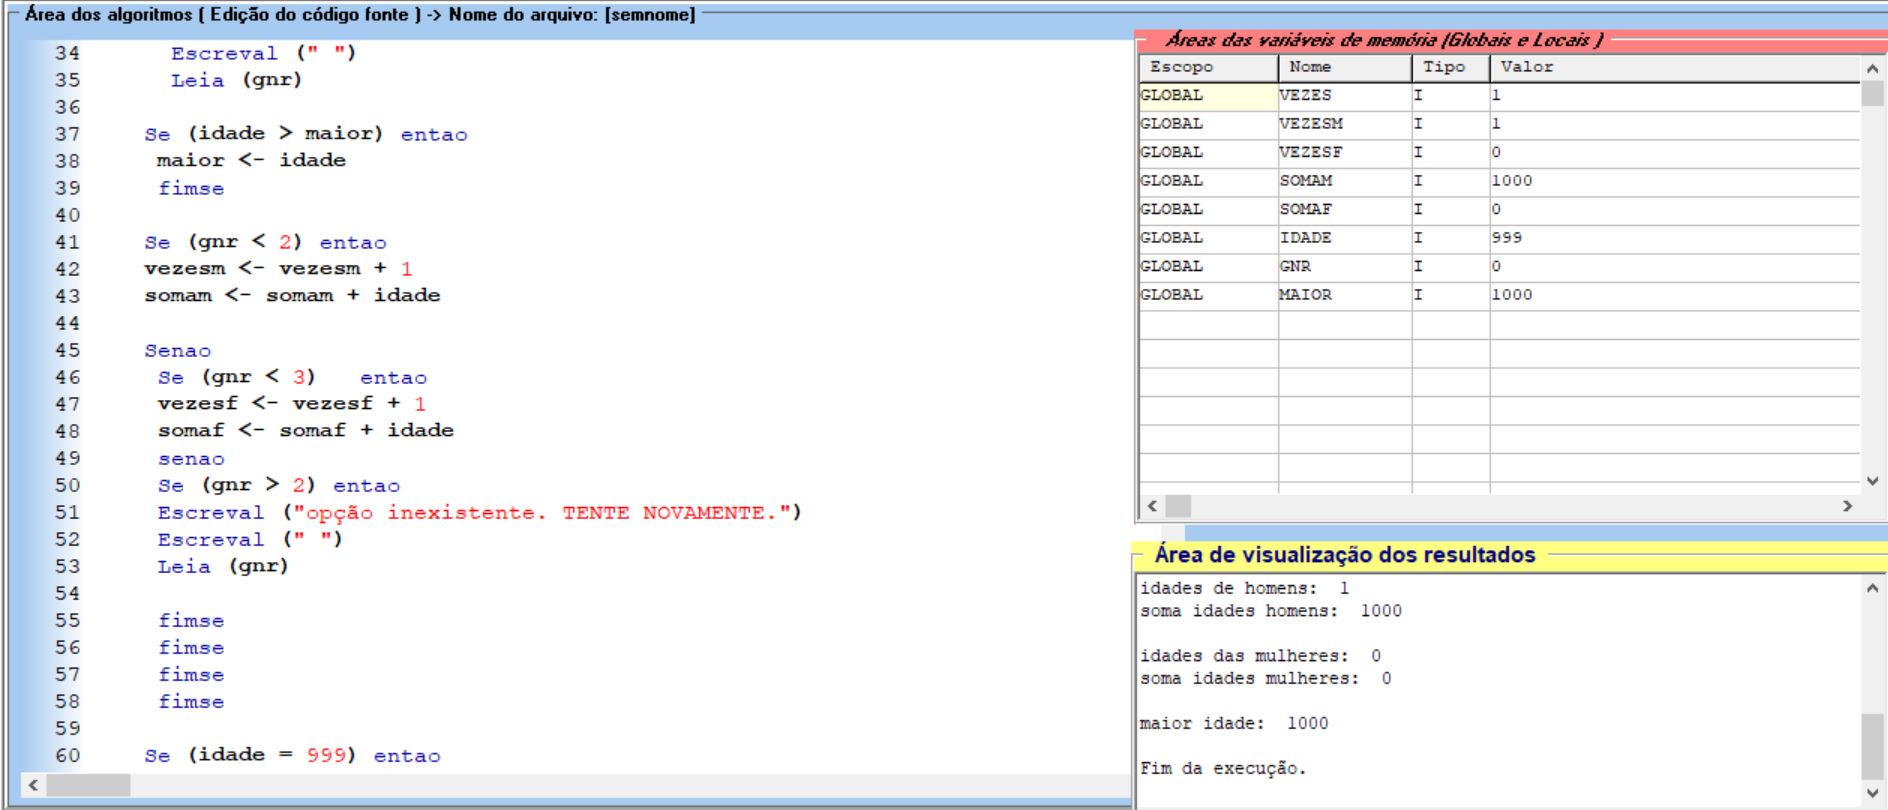 Área dos algoritmos ( Edição do código fonte ) -> Nome do arquivo: [semnome]
34 Escreval (" ")
35 Leia (gnr)
36
37 Se (idade > maior) entao
38 maior <- idade
39 fimse
40
41 Se (gnr < 2) entao
42 vezesm <- vezesm + 1
43 somam <- somam + idade
44
45 Senao
46 Se (gnr < 3) entao
47 vezesf <- vezesf + 1
48 somaf <- somaf + idade
49 senao
50 Se (gnr > 2) entao
51 Escreval ("opção inexistente. TENTE NOVAMENTE.")
52 Escreval (" ")
53 Leia (gnr)
54
55 fimse
56 fimse
57 fimse
58 fimse
59
60 Se (idade = 999) entao
Áreas das variáveis de memória (Globais e Locais )
Escopo Nome Tipo Valor
GLOBAL VEZES I 1
GLOBAL VEZESM I 1
GLOBAL VEZESF I 0
GLOBAL SOMAM I 1000
GLOBAL SOMAF I 0
GLOBAL IDADE I 999
GLOBAL GNR I 0
GLOBAL MAIOR I 1000
Área de visualização dos resultados
idades de homens: 1
soma idades homens: 1000
idades das mulheres: 0
soma idades mulheres: 0
maior idade: 1000
Fim da execução.